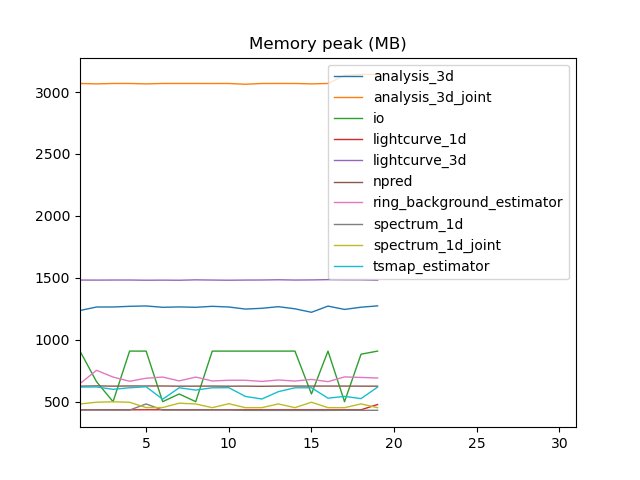 Memory peak (MB)
3000
2500
2000
1500
1000
500
5
10
15
20
25
30
analysis_3d
analysis_3d_joint
io
lightcurve_1d
lightcurve_3d
npred
ring_background_estimator
spectrum_1d
spectrum_1d_joint
tsmap_estimator